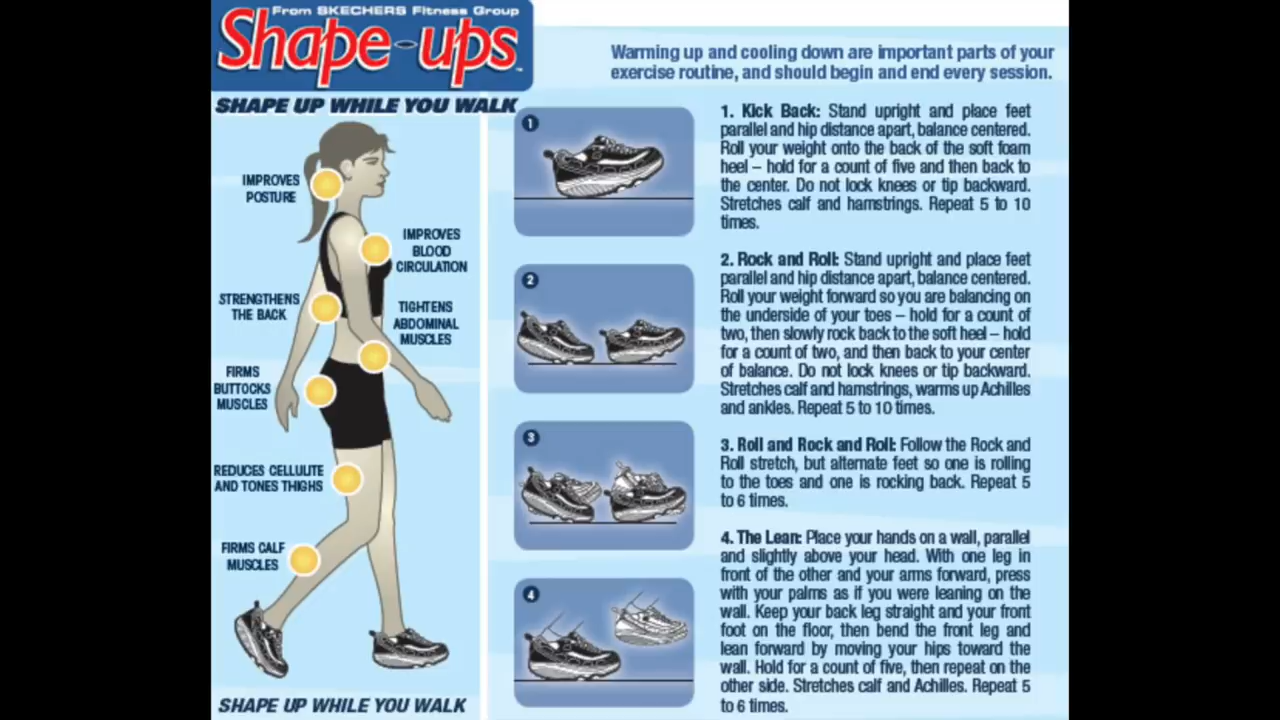 From SKECHERS Fitness Group
Shape-ups™
SHAPE UP WHILE YOU WALK
IMPROVES
POSTURE
IMPROVES
BLOOD
CIRCULATION
STRENGTHENS
THE BACK
TIGHTENS
ABDOMINAL
MUSCLES
FIRMS
BUTTOCKS
MUSCLES
REDUCES CELLULITE
AND TONES THIGHS
FIRMS CALF
MUSCLES
SHAPE UP WHILE YOU WALK
Warming up and cooling down are important parts of your
exercise routine, and should begin and end every session.
1
1. Kick Back: Stand upright and place feet
parallel and hip distance apart, balance centered.
Roll your weight onto the back of the soft foam
heel – hold for a count of five and then back to
the center. Do not lock knees or tip backward.
Stretches calf and hamstrings. Repeat 5 to 10
times.
2
2. Rock and Roll: Stand upright and place feet
parallel and hip distance apart, balance centered.
Roll your weight forward so you are balancing on
the underside of your toes – hold for a count of
two, then slowly rock back to the soft heel – hold
for a count of two, and then back to your center
of balance. Do not lock knees or tip backward.
Stretches calf and hamstrings, warms up Achilles
and ankles. Repeat 5 to 10 times.
3
3. Roll and Rock and Roll: Follow the Rock and
Roll stretch, but alternate feet so one is rolling
to the toes and one is rocking back. Repeat 5
to 6 times.
4
4. The Lean: Place your hands on a wall, parallel
and slightly above your head. With one leg in
front of the other and your arms forward, press
with your palms as if you were leaning on the
wall. Keep your back leg straight and your front
foot on the floor, then bend the front leg and
lean forward by moving your hips toward the
wall. Hold for a count of five, then repeat on the
other side. Stretches calf and Achilles. Repeat 5
to 6 times.